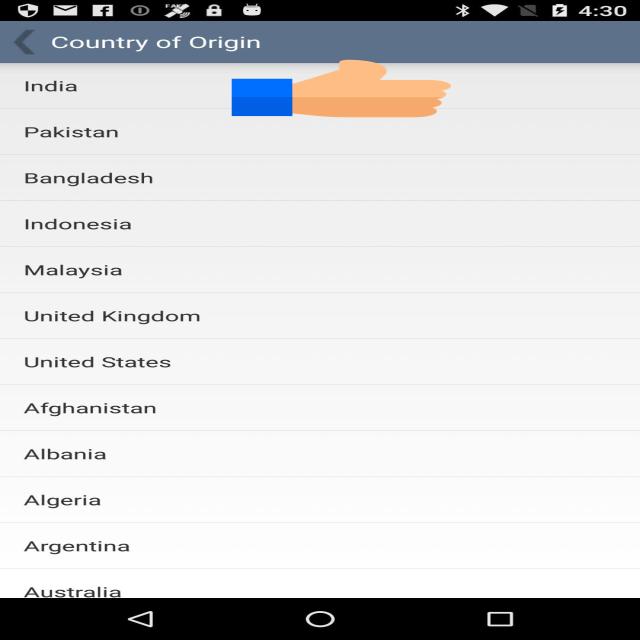 4:30
Country of Origin
India
Pakistan
Bangladesh
Indonesia
Malaysia
United Kingdom
United States
Afghanistan
Albania
Algeria
Argentina
Australia